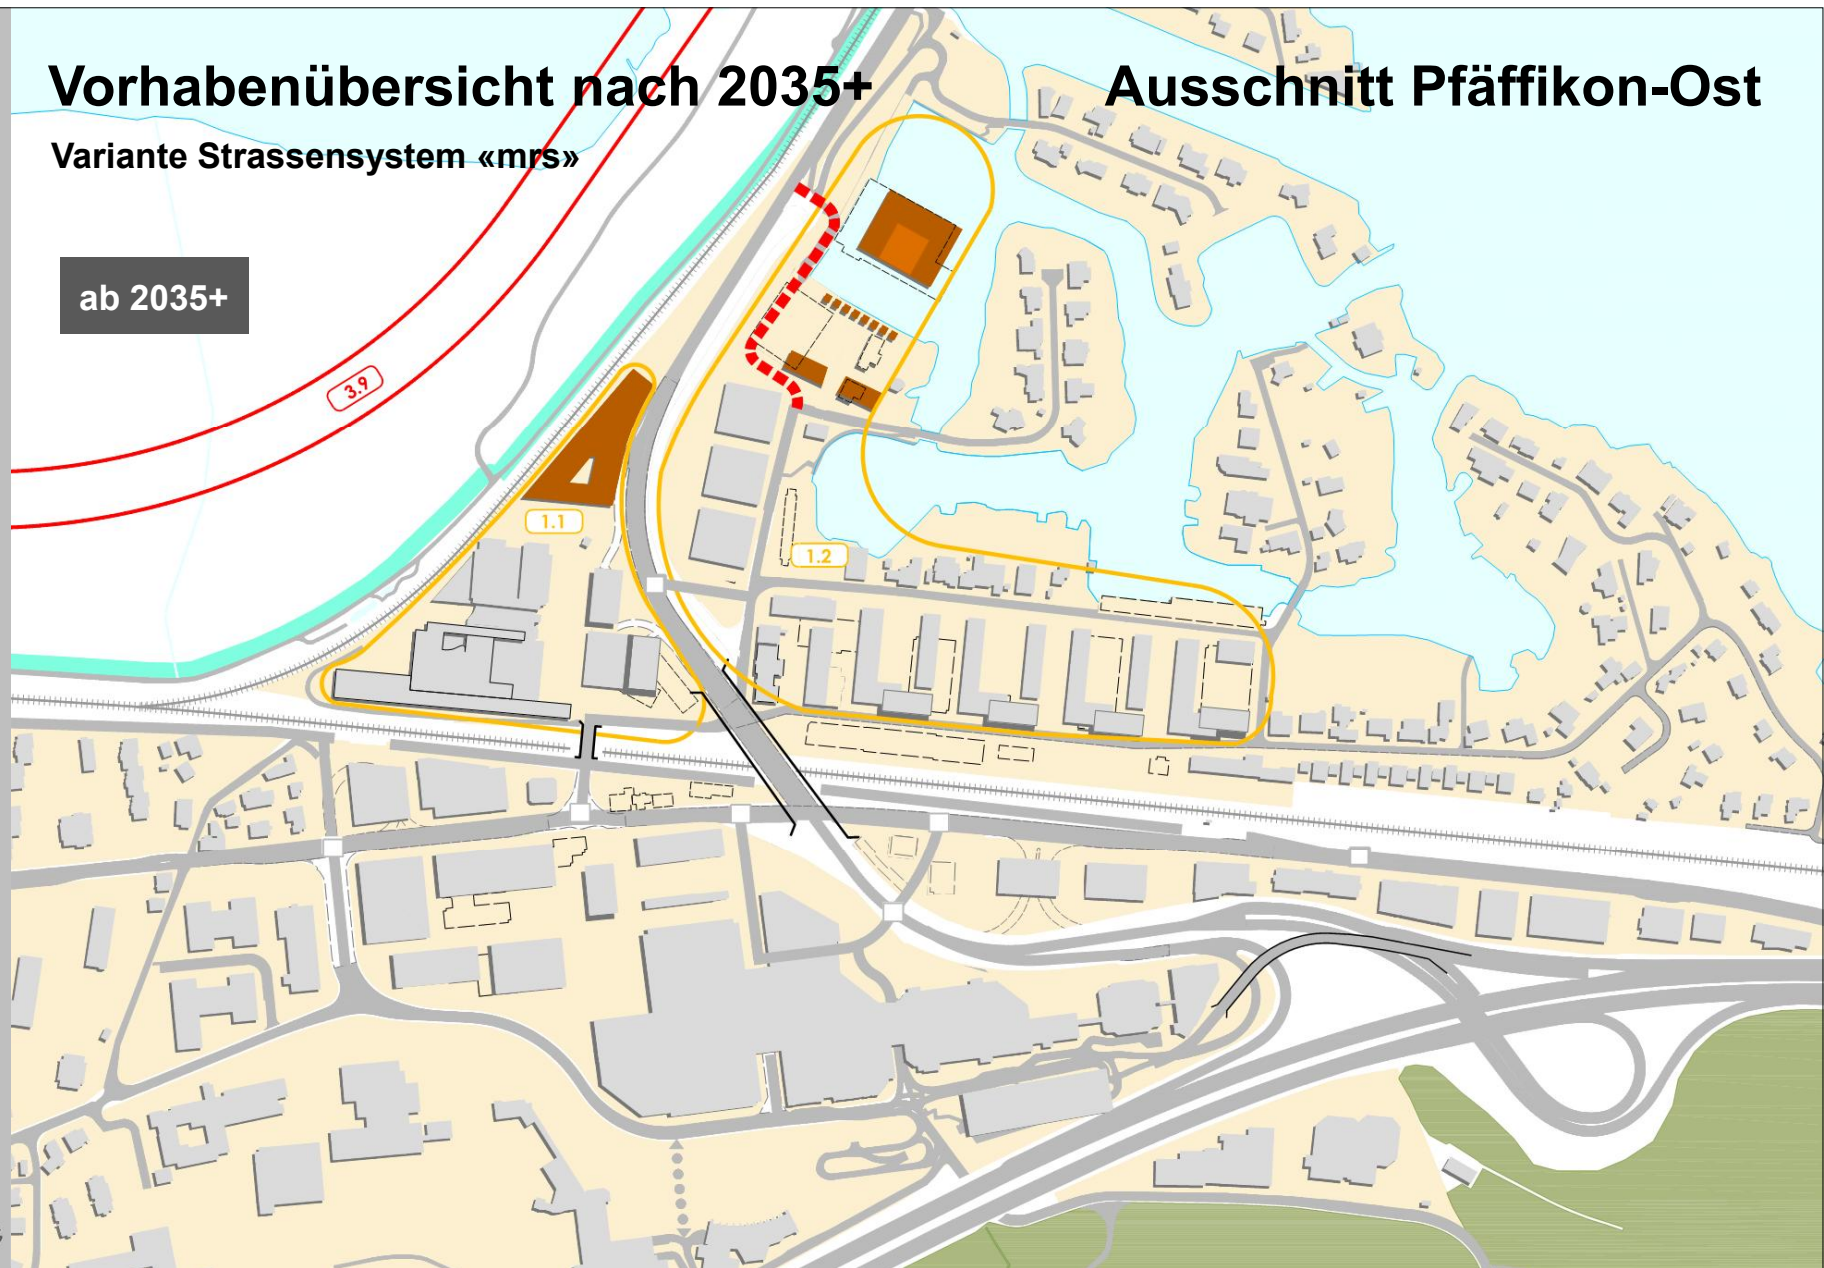 Vorhabenübersicht nach 2035+
Ausschnitt Pfäffikon-Ost
Variante Strassensystem «mrs»
ab 2035+
3.9
1.1
1.2